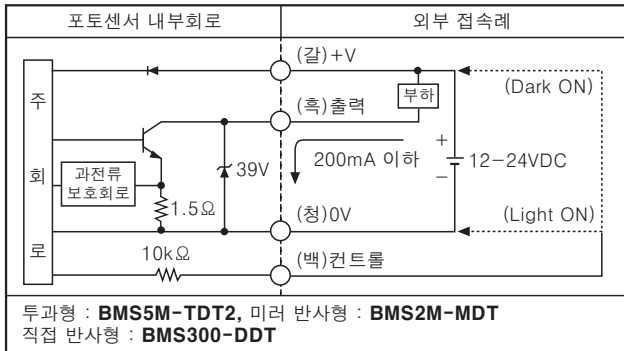 포토센서 내부회로
외부 접속례
(갈)+V
(흑)출력
부하
(Dark ON)
주
회
로
과전류
보호회로
39V
200mA 이하
+
−
12−24VDC
1.5Ω
(청)0V
(Light ON)
10kΩ
(백)컨트롤
투과형 : BMS5M-TDT2, 미러 반사형 : BMS2M-MDT
직접 반사형 : BMS300-DDT